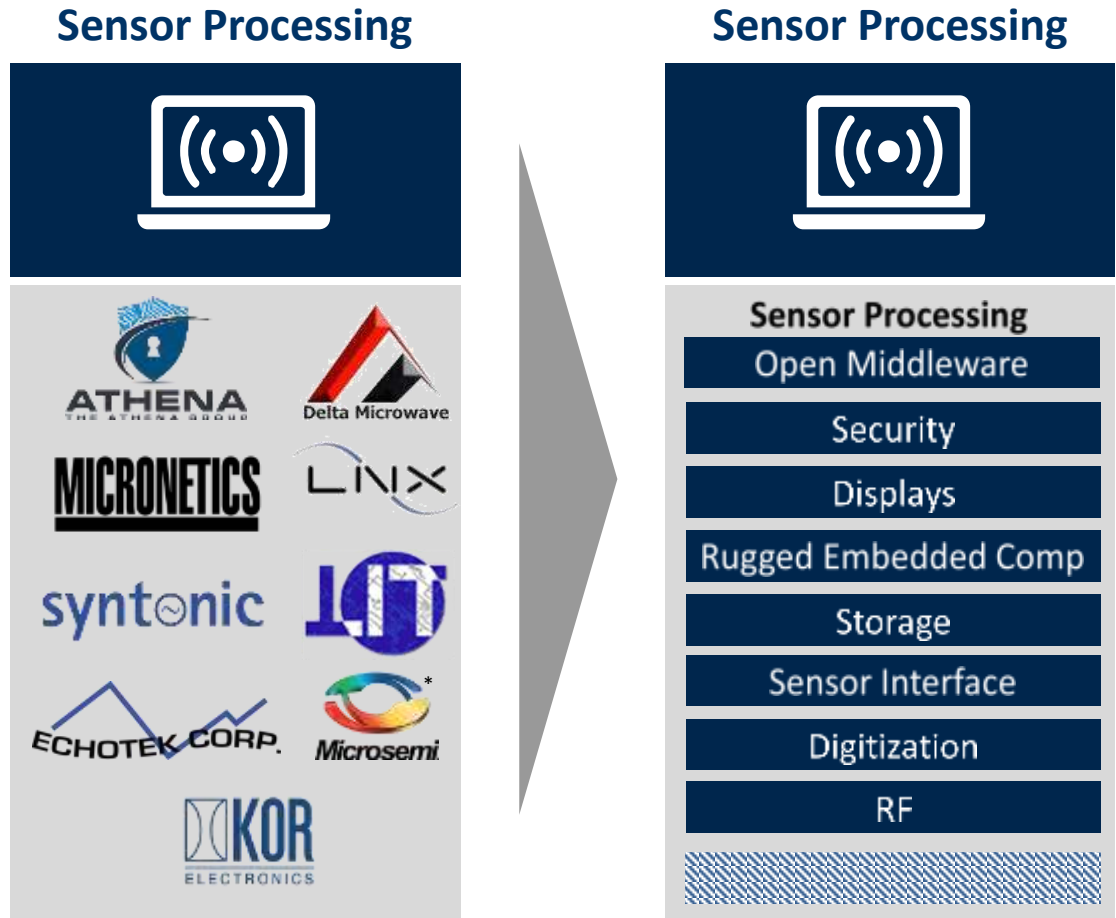 Sensor Processing
ATHENA
THE ATHENA GROUP
Delta Microwave
MICRONETICS
LNX
syntonic
LIT
ECHOTEK CORP.
*
Microsemi
KOR
ELECTRONICS
Sensor Processing
Sensor Processing
Open Middleware
Security
Displays
Rugged Embedded Comp
Storage
Sensor Interface
Digitization
RF